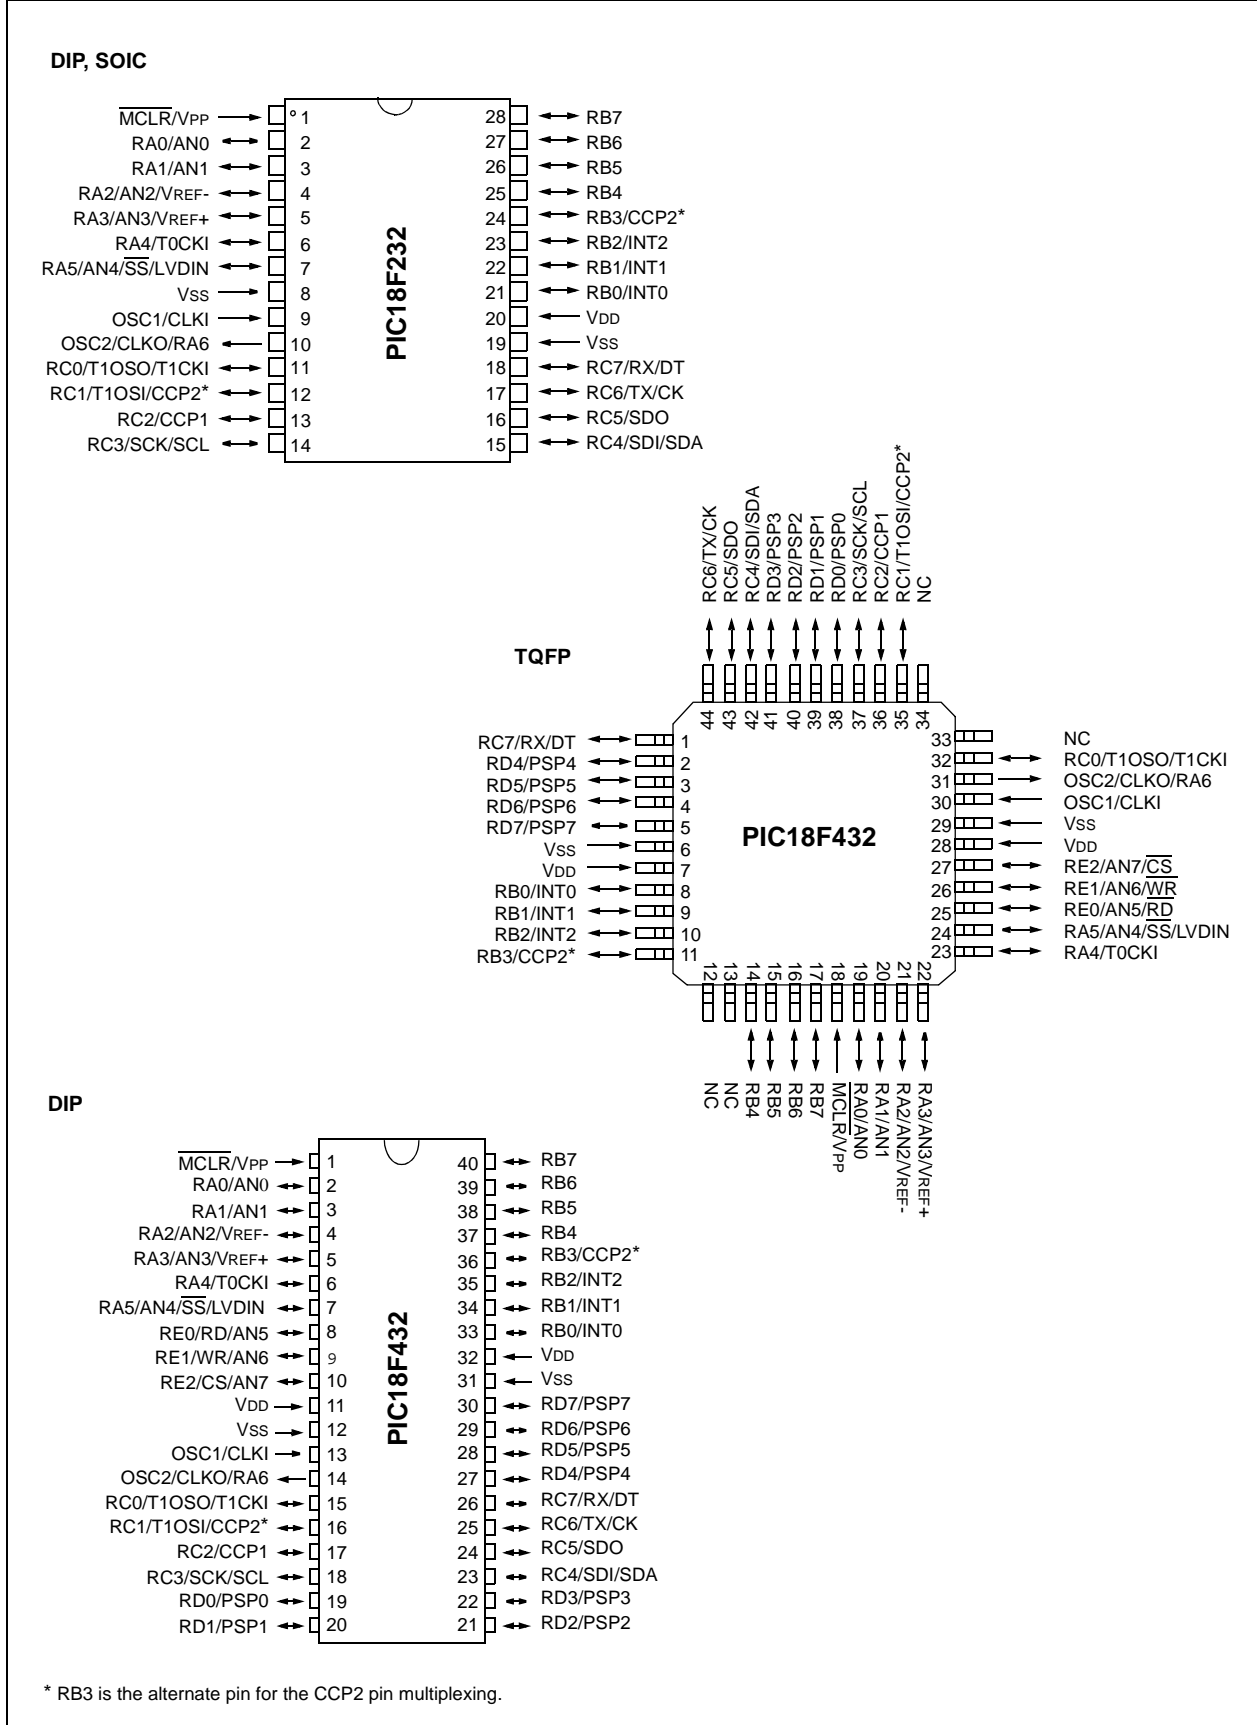 DIP, SOIC
MCLR/VPP 1 28 RB7
RA0/AN0 2 27 RB6
RA1/AN1 3 26 RB5
RA2/AN2/VREF- 4 25 RB4
RA3/AN3/VREF+ 5 24 RB3/CCP2*
RA4/T0CKI 6 23 RB2/INT2
RA5/AN4/SS/LVDIN 7 22 RB1/INT1
VSS 8 21 RB0/INT0
OSC1/CLKI 9 20 VDD
OSC2/CLKO/RA6 10 19 VSS
RC0/T1OSO/T1CKI 11 18 RC7/RX/DT
RC1/T1OSI/CCP2* 12 17 RC6/TX/CK
RC2/CCP1 13 16 RC5/SDO
RC3/SCK/SCL 14 15 RC4/SDI/SDA
PIC18F232
TQFP
RC6/TX/CK
RC5/SDO
RC4/SDI/SDA
RD3/PSP3
RD2/PSP2
RD1/PSP1
RD0/PSP0
RC3/SCK/SCL
RC2/CCP1
RC1/T1OSI/CCP2*
NC
44 43 42 41 40 39 38 37 36 35 34
RC7/RX/DT 1 33 NC
RD4/PSP4 2 32 RC0/T1OSO/T1CKI
RD5/PSP5 3 31 OSC2/CLKO/RA6
RD6/PSP6 4 30 OSC1/CLKI
RD7/PSP7 5 29 VSS
VSS 6 28 VDD
VDD 7 27 RE2/AN7/CS
RB0/INT0 8 26 RE1/AN6/WR
RB1/INT1 9 25 RE0/AN5/RD
RB2/INT2 10 24 RA5/AN4/SS/LVDIN
RB3/CCP2* 11 23 RA4/T0CKI
PIC18F432
12 13 14 15 16 17 18 19 20 21 22
NC
NC
RB4
RB5
RB6
RB7
MCLR/VPP
RA0/AN0
RA1/AN1
RA2/AN2/VREF-
RA3/AN3/VREF+
DIP
MCLR/VPP 1 40 RB7
RA0/AN0 2 39 RB6
RA1/AN1 3 38 RB5
RA2/AN2/VREF- 4 37 RB4
RA3/AN3/VREF+ 5 36 RB3/CCP2*
RA4/T0CKI 6 35 RB2/INT2
RA5/AN4/SS/LVDIN 7 34 RB1/INT1
RE0/RD/AN5 8 33 RB0/INT0
RE1/WR/AN6 9 32 VDD
RE2/CS/AN7 10 31 VSS
VDD 11 30 RD7/PSP7
VSS 12 29 RD6/PSP6
OSC1/CLKI 13 28 RD5/PSP5
OSC2/CLKO/RA6 14 27 RD4/PSP4
RC0/T1OSO/T1CKI 15 26 RC7/RX/DT
RC1/T1OSI/CCP2* 16 25 RC6/TX/CK
RC2/CCP1 17 24 RC5/SDO
RC3/SCK/SCL 18 23 RC4/SDI/SDA
RD0/PSP0 19 22 RD3/PSP3
RD1/PSP1 20 21 RD2/PSP2
PIC18F432
* RB3 is the alternate pin for the CCP2 pin multiplexing.